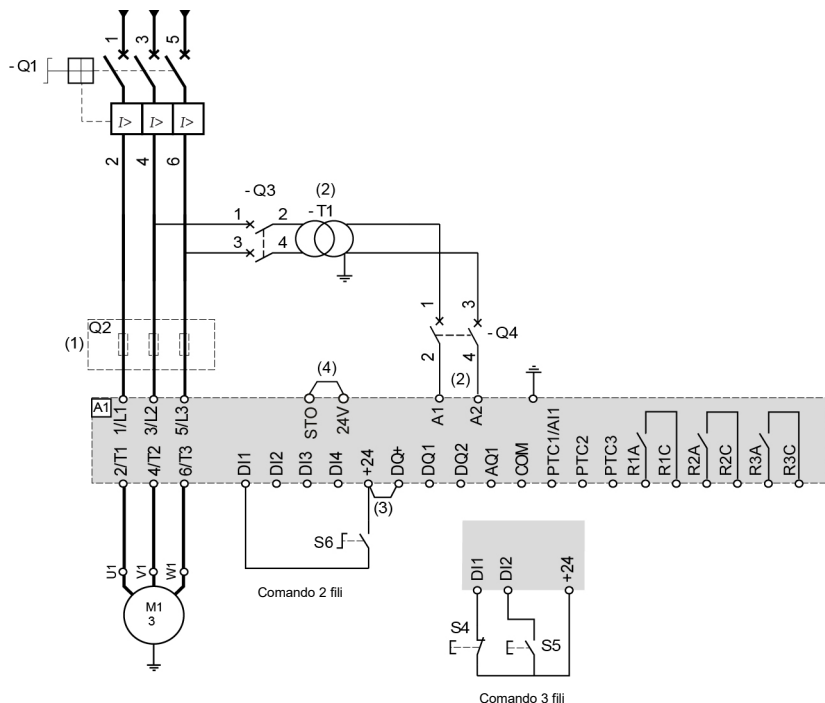 1 3 5
- Q1
I> I> I>
2 4 6
- Q3 (2)
1 2 - T1
3 4
1 3
- Q4
2 4
(1) Q2
(4) (2)
A1
1/L1 3/L2 5/L3 STO 24V A1 A2
2/T1 4/T2 6/T3 DI1 DI2 DI3 DI4 +24 DQ+ DQ1 DQ2 AQ1 COM PTC1/AI1 PTC2 PTC3 R1A R1C R2A R2C R3A R3C
(3)
S6
U1 V1 W1
Comando 2 fili
DI1 DI2 +24
M1
3
S4 S5
Comando 3 fili